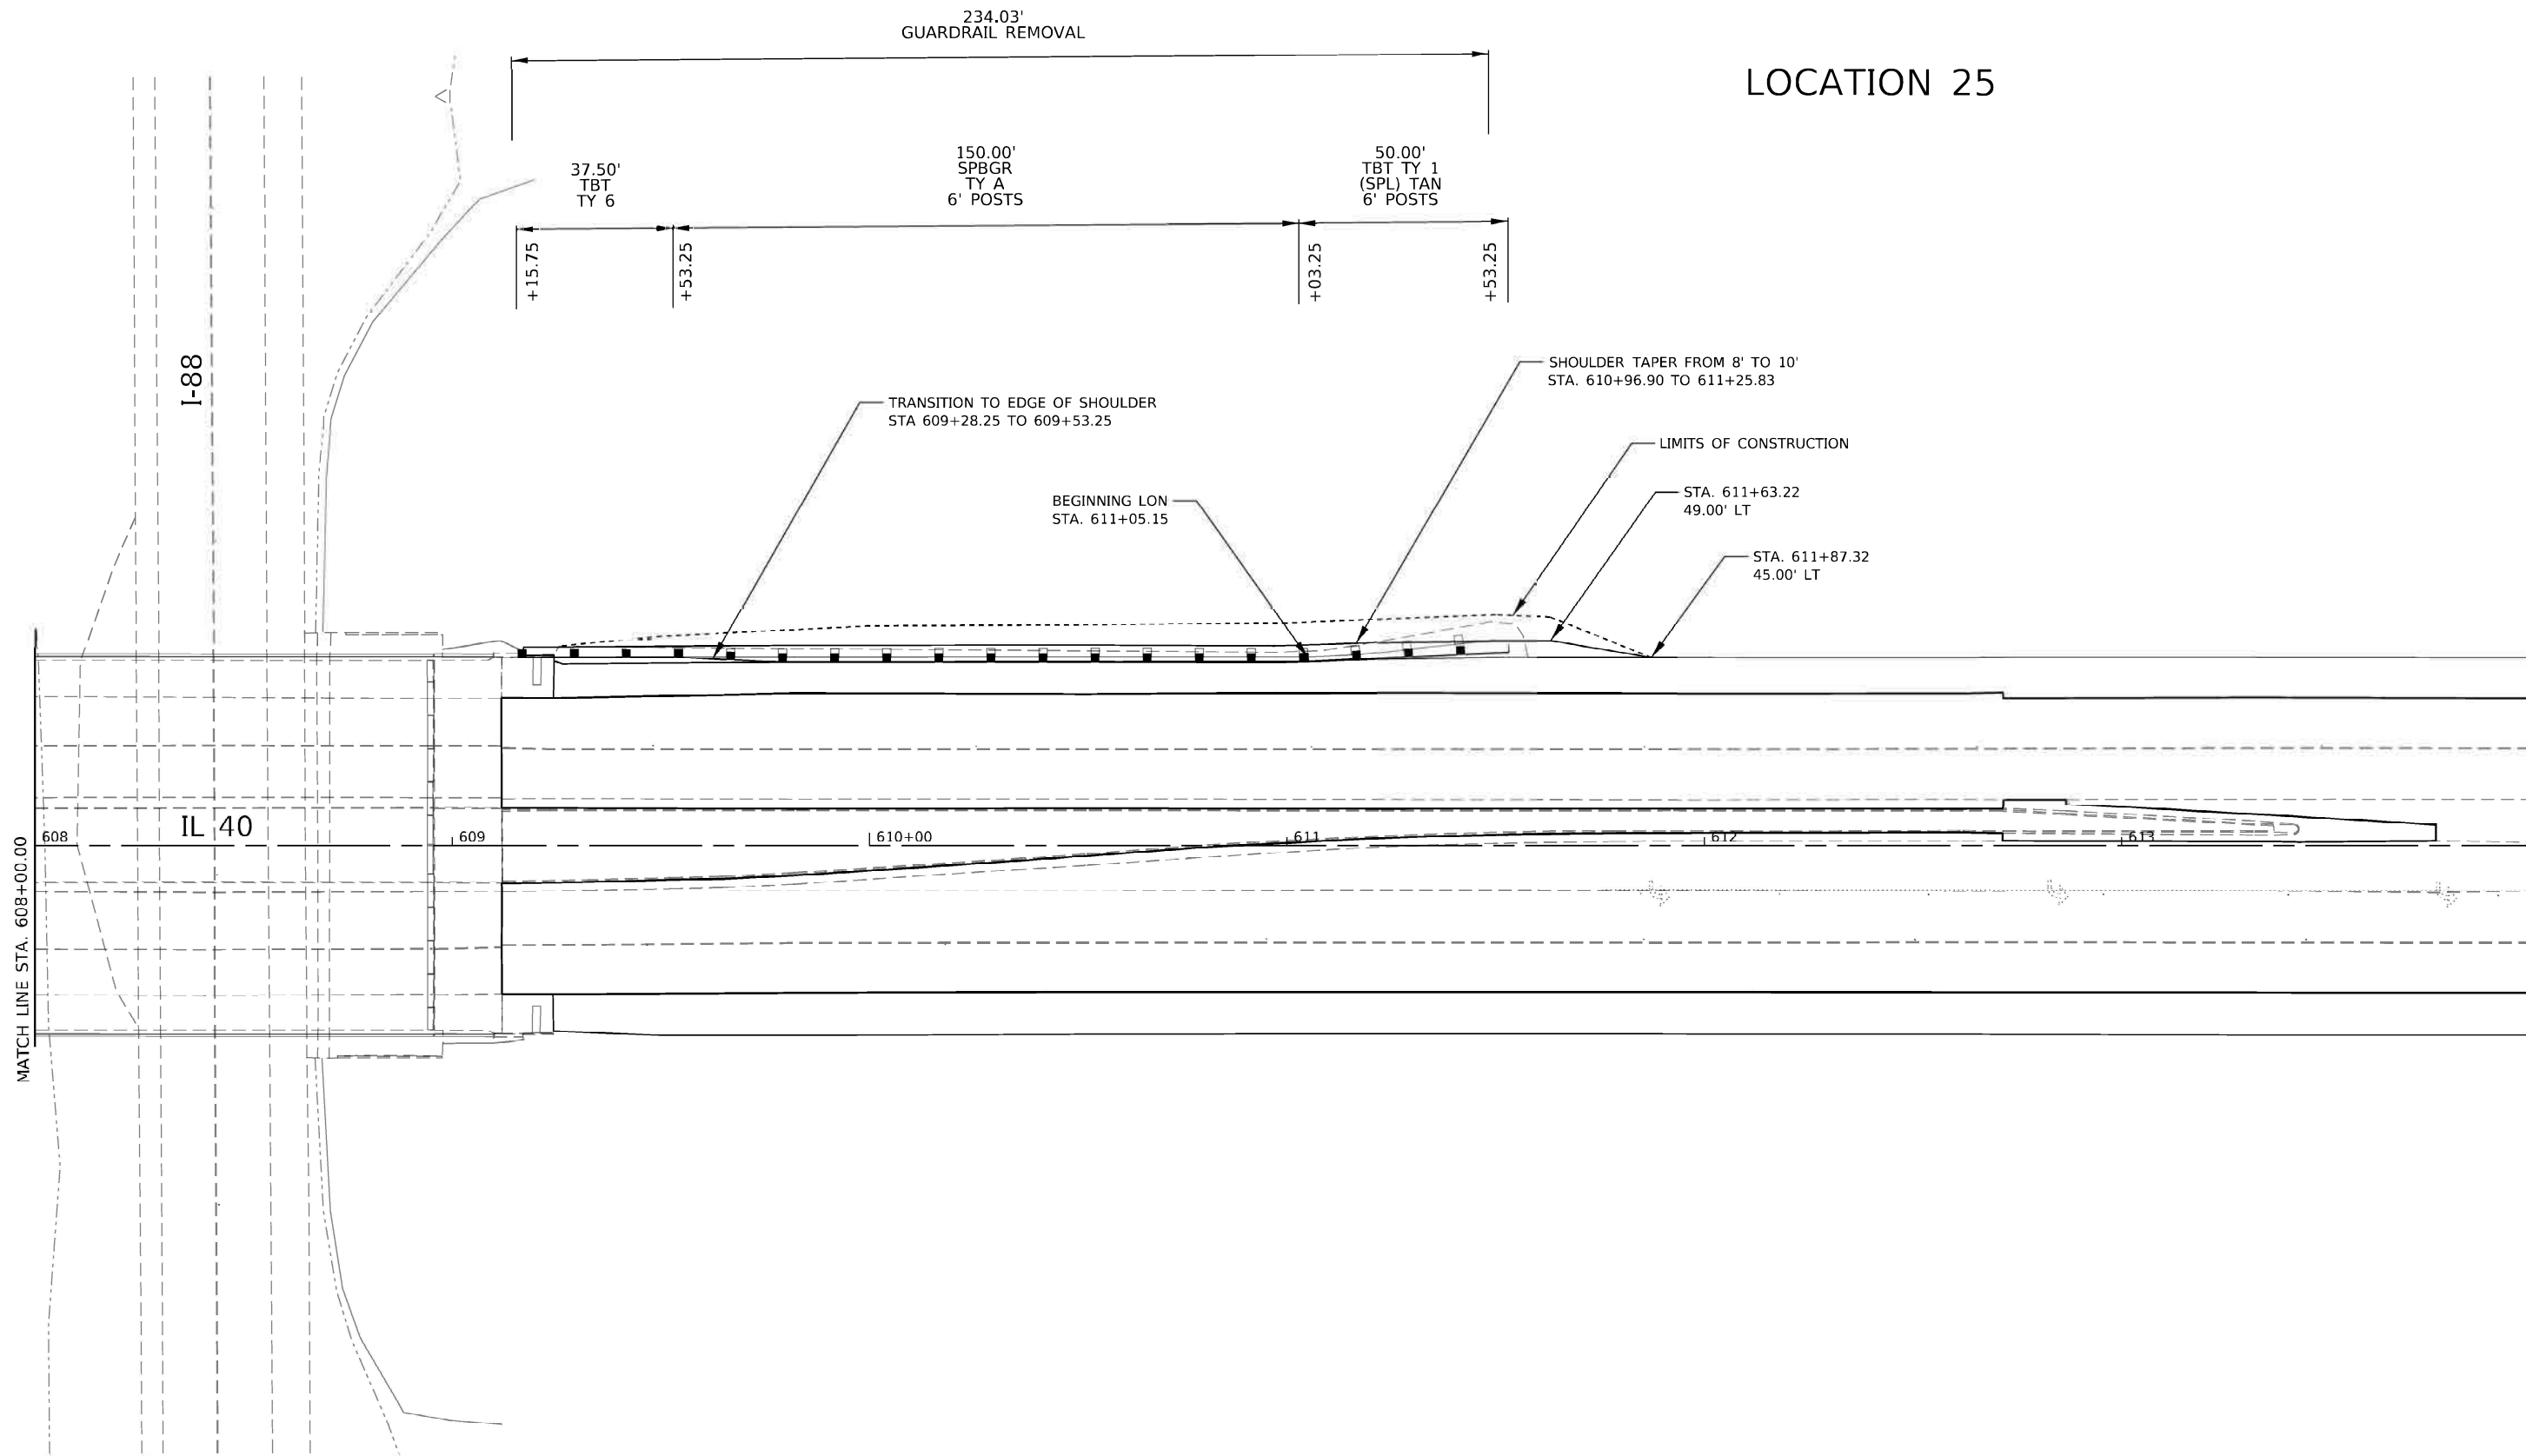 234.03'
GUARDRAIL REMOVAL
LOCATION 25
37.50'
TBT
TY 6
150.00'
SPBGR
TY A
6' POSTS
50.00'
TBT TY 1
(SPL) TAN
6' POSTS
+15.75
+53.25
+03.25
+53.25
I-88
SHOULDER TAPER FROM 8' TO 10'
STA. 610+96.90 TO 611+25.83
TRANSITION TO EDGE OF SHOULDER
STA 609+28.25 TO 609+53.25
LIMITS OF CONSTRUCTION
BEGINNING LON
STA. 611+05.15
STA. 611+63.22
49.00' LT
STA. 611+87.32
45.00' LT
IL 40
608
609
610+00
611
612
613
MATCH LINE STA. 608+00.00